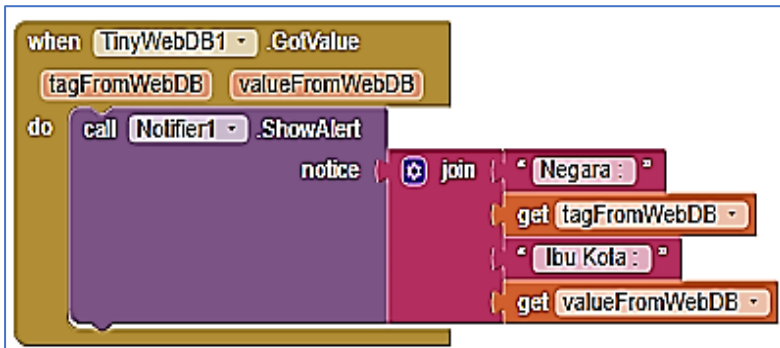 when TinyWebDB1 .GotValue
tagFromWebDB valueFromWebDB
do call Notifier1 .ShowAlert
notice join " Negara : "
get tagFromWebDB
" Ibu Kota : "
get valueFromWebDB